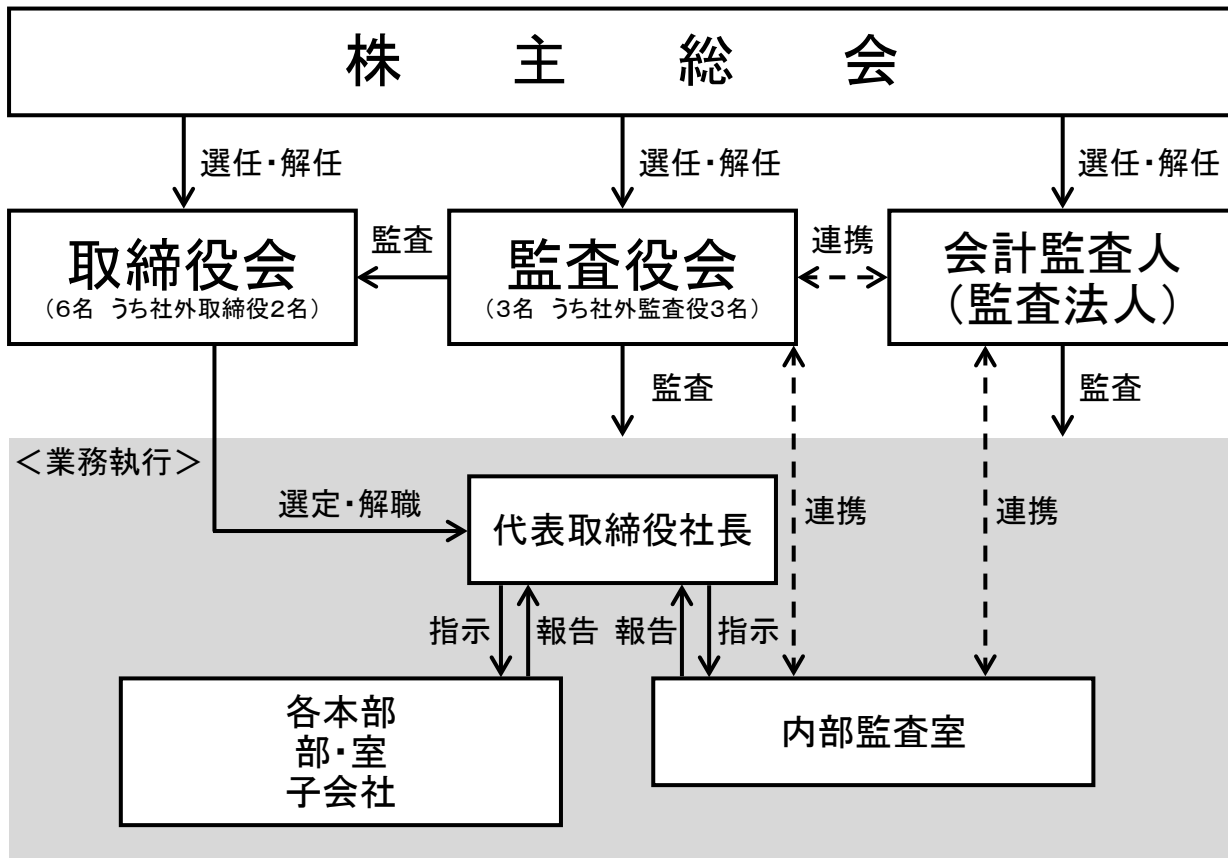 株主総会
選任・解任
選任・解任
選任・解任
取締役会
（6名 うち社外取締役2名）
監査
監査役会
（3名 うち社外監査役3名）
連携
会計監査人
（監査法人）
監査
監査
＜業務執行＞
選定・解職
代表取締役社長
連携
連携
指示
報告
報告
指示
各本部
部・室
子会社
内部監査室